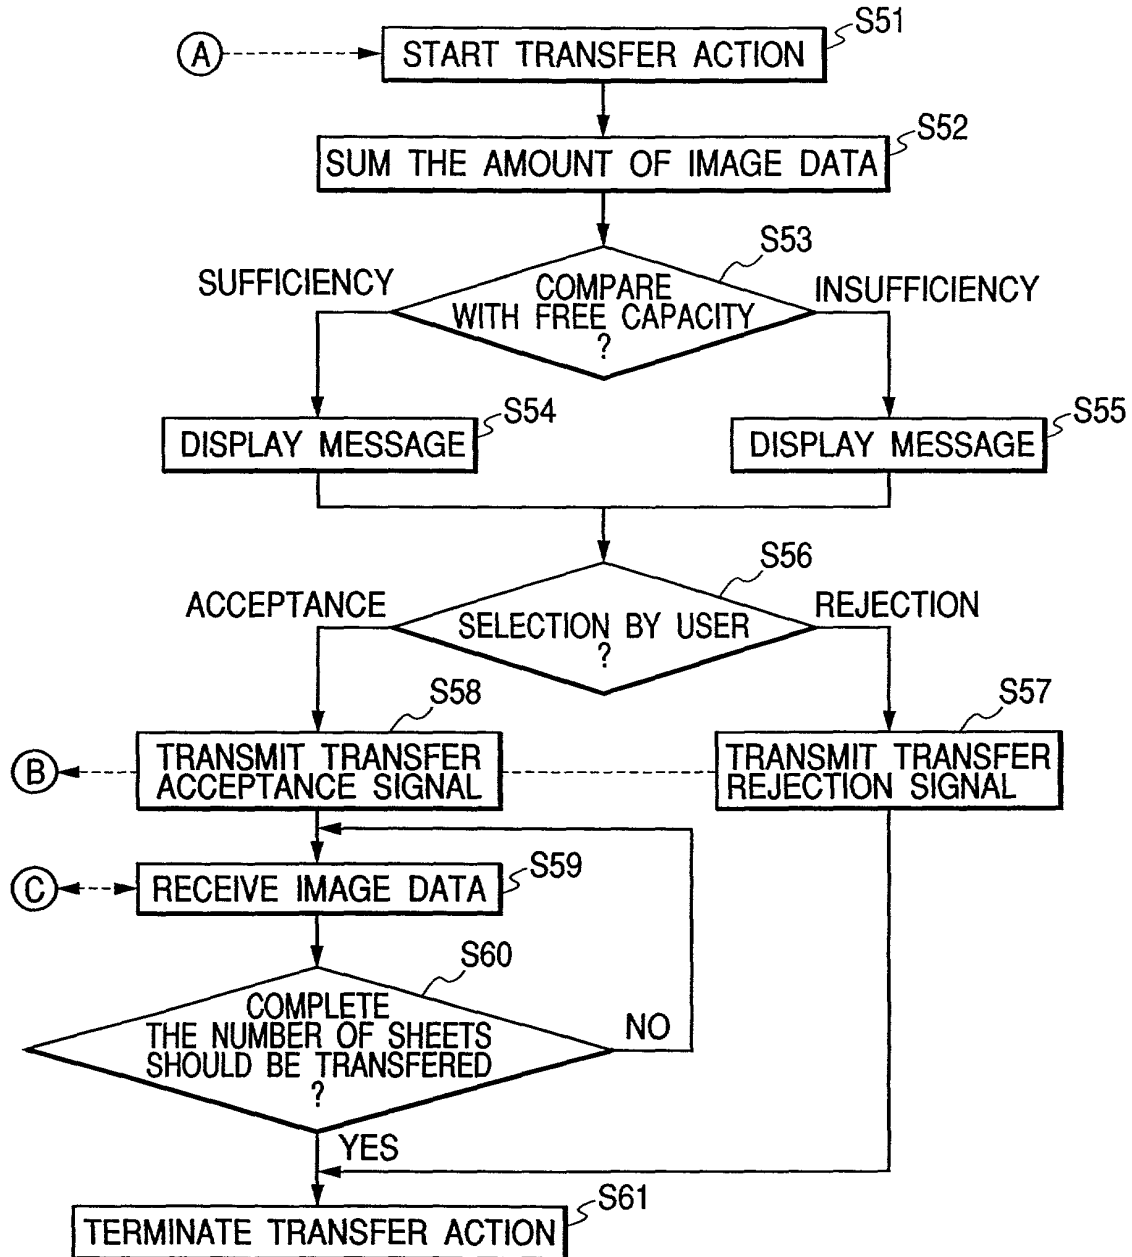 S51
A
START TRANSFER ACTION
S52
SUM THE AMOUNT OF IMAGE DATA
S53
SUFFICIENCY
COMPARE
WITH FREE CAPACITY
?
INSUFFICIENCY
S54
DISPLAY MESSAGE
S55
DISPLAY MESSAGE
S56
ACCEPTANCE
SELECTION BY USER
?
REJECTION
S58
B
TRANSMIT TRANSFER
ACCEPTANCE SIGNAL
S57
TRANSMIT TRANSFER
REJECTION SIGNAL
S59
C
RECEIVE IMAGE DATA
S60
COMPLETE
THE NUMBER OF SHEETS
SHOULD BE TRANSFERED
?
NO
YES
S61
TERMINATE TRANSFER ACTION